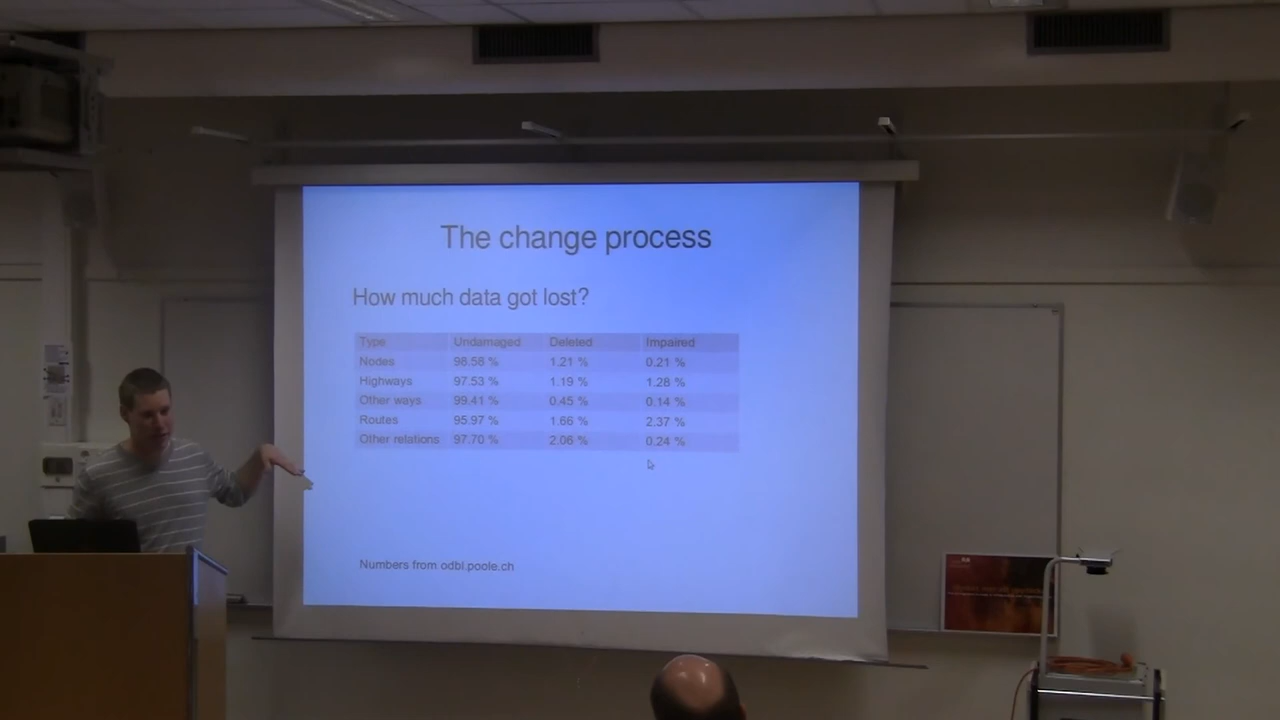 The change process
How much data got lost?
Type Undamaged Deleted Impaired
Nodes 98.58 % 1.21 % 0.21 %
Highways 97.53 % 1.19 % 1.28 %
Other ways 99.41 % 0.45 % 0.14 %
Routes 95.97 % 1.66 % 2.37 %
Other relations 97.70 % 2.06 % 0.24 %
Numbers from odbl.poole.ch